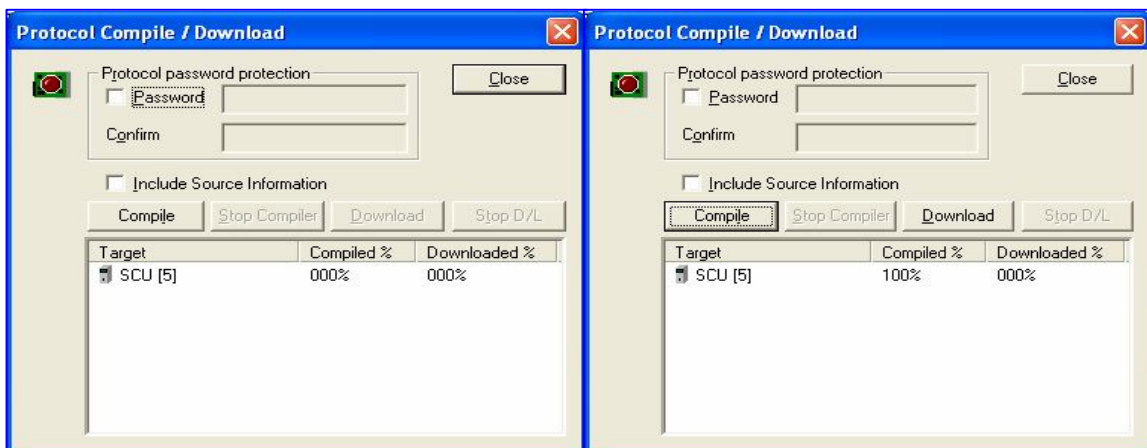 Protocol Compile / Download
Protocol password protection
Close
Password
Confirm
Include Source Information
Compile Stop Compiler Download Stop D/L
Target Compiled % Downloaded %
SCU [5] 000% 000%
Protocol Compile / Download
Protocol password protection
Close
Password
Confirm
Include Source Information
Compile Stop Compiler Download Stop D/L
Target Compiled % Downloaded %
SCU [5] 100% 000%